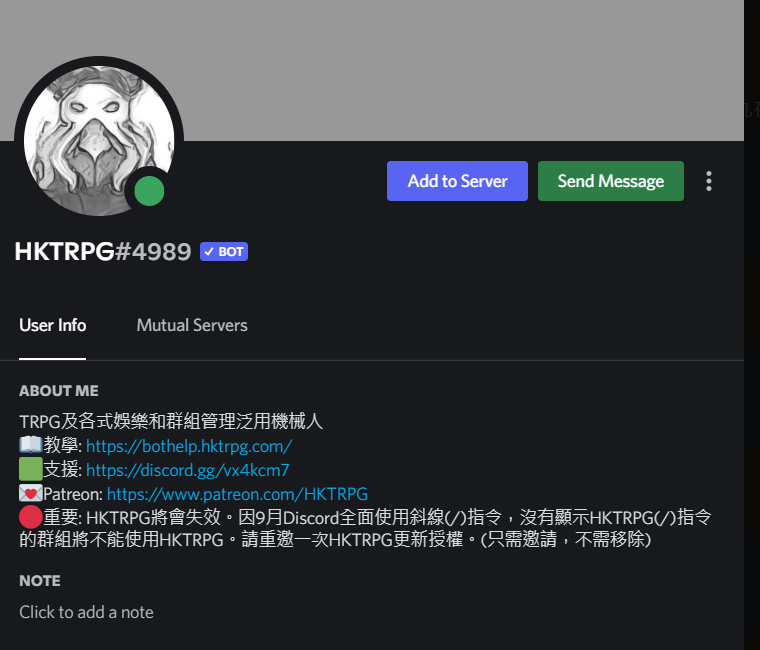 Add to Server
Send Message
HKTRPG#4989
BOT
User Info
Mutual Servers
ABOUT ME
TRPG及各式娛樂和群組管理泛用機械人
教學: https://bothelp.hktrpg.com/
支援: https://discord.gg/vx4kcm7
Patreon: https://www.patreon.com/HKTRPG
重要: HKTRPG將會失效。因9月Discord全面使用斜線(/)指令，沒有顯示HKTRPG(/)指令
的群組將不能使用HKTRPG。請重邀一次HKTRPG更新授權。(只需邀請，不需移除)
NOTE
Click to add a note